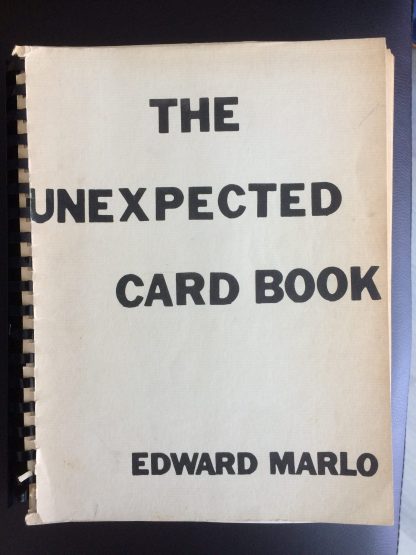 THE
UNEXPECTED
CARD BOOK
EDWARD MARLO